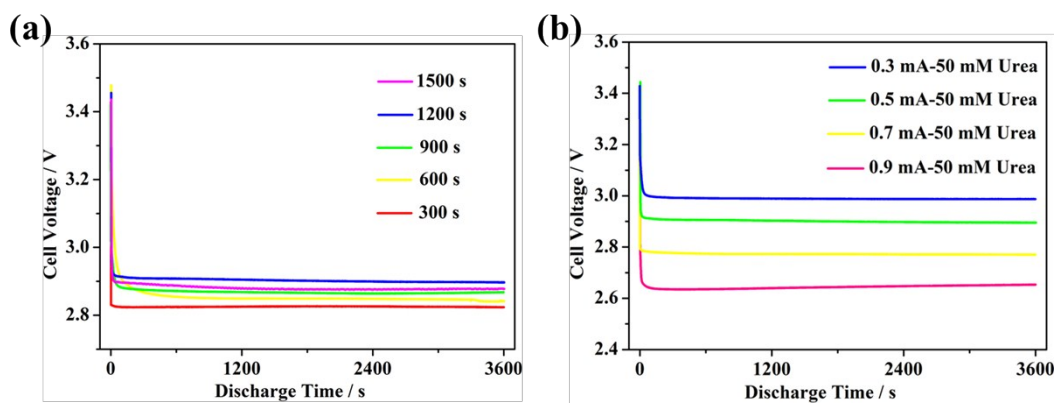 (a)
3.6
3.4
3.0
2.9
2.8
Cell Voltage / V
1500 s
1200 s
900 s
600 s
300 s
0
1200
2400
3600
Discharge Time / s
(b)
3.6
3.4
3.2
3.0
2.8
2.6
2.4
Cell Voltage / V
0.3 mA-50 mM Urea
0.5 mA-50 mM Urea
0.7 mA-50 mM Urea
0.9 mA-50 mM Urea
0
1200
2400
3600
Discharge Time / s